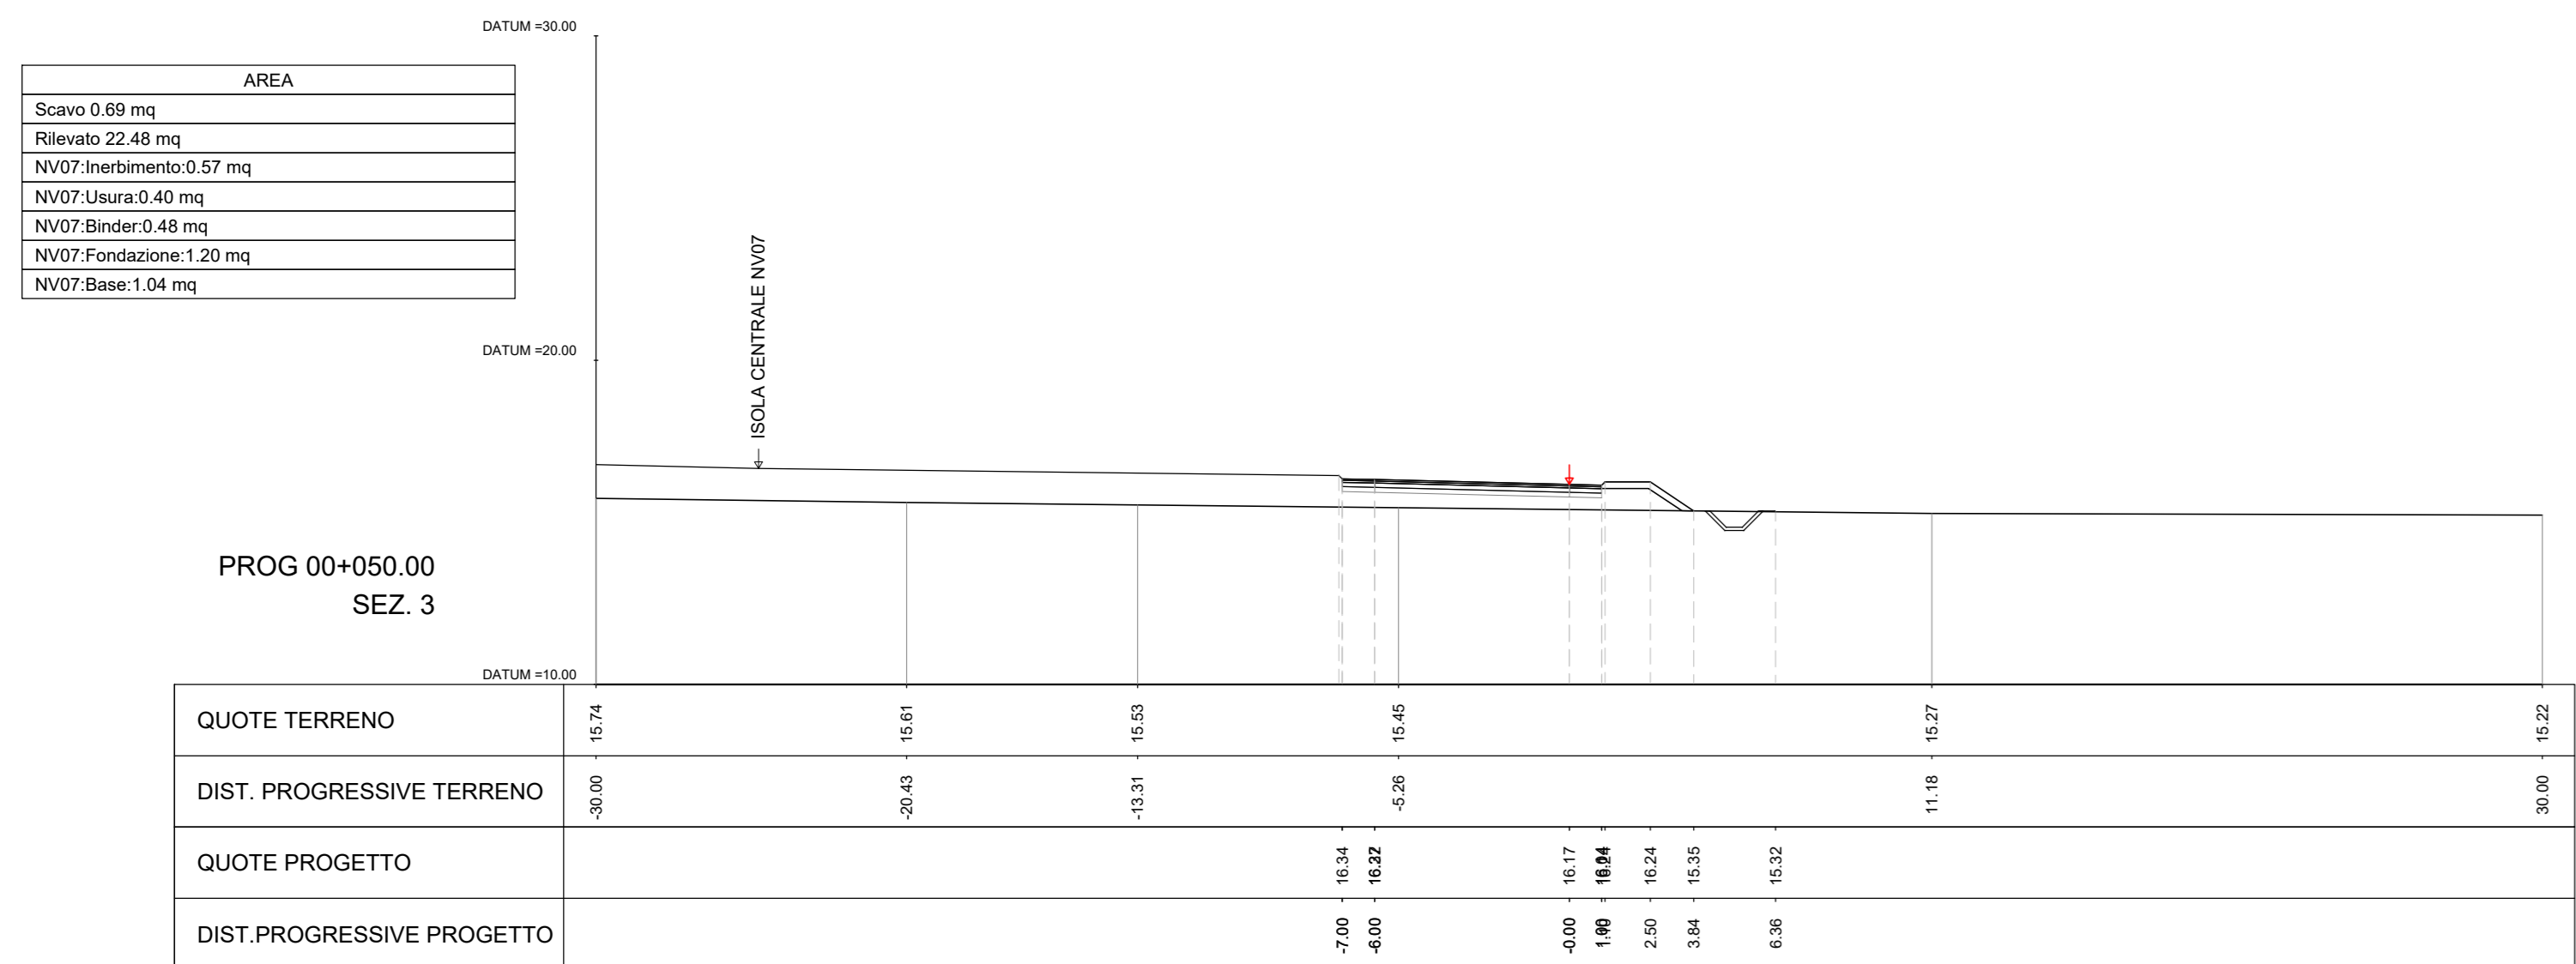 DATUM =30.00
AREA
Scavo 0.69 mq
Rilevato 22.48 mq
NV07:Inerbimento:0.57 mq
NV07:Usura:0.40 mq
NV07:Binder:0.48 mq
NV07:Fondazione:1.20 mq
NV07:Base:1.04 mq
ISOLA CENTRALE NV07
DATUM =20.00
PROG 00+050.00
SEZ. 3
DATUM =10.00
QUOTE TERRENO 15.74 15.61 15.53 15.45 15.27 15.22
DIST. PROGRESSIVE TERRENO -30.00 -20.43 -13.31 -5.26 11.18 30.00
QUOTE PROGETTO 16.34 16.17 16.24 15.35 15.32
DIST.PROGRESSIVE PROGETTO -7.00 -6.00 -0.00 2.50 3.84 6.36